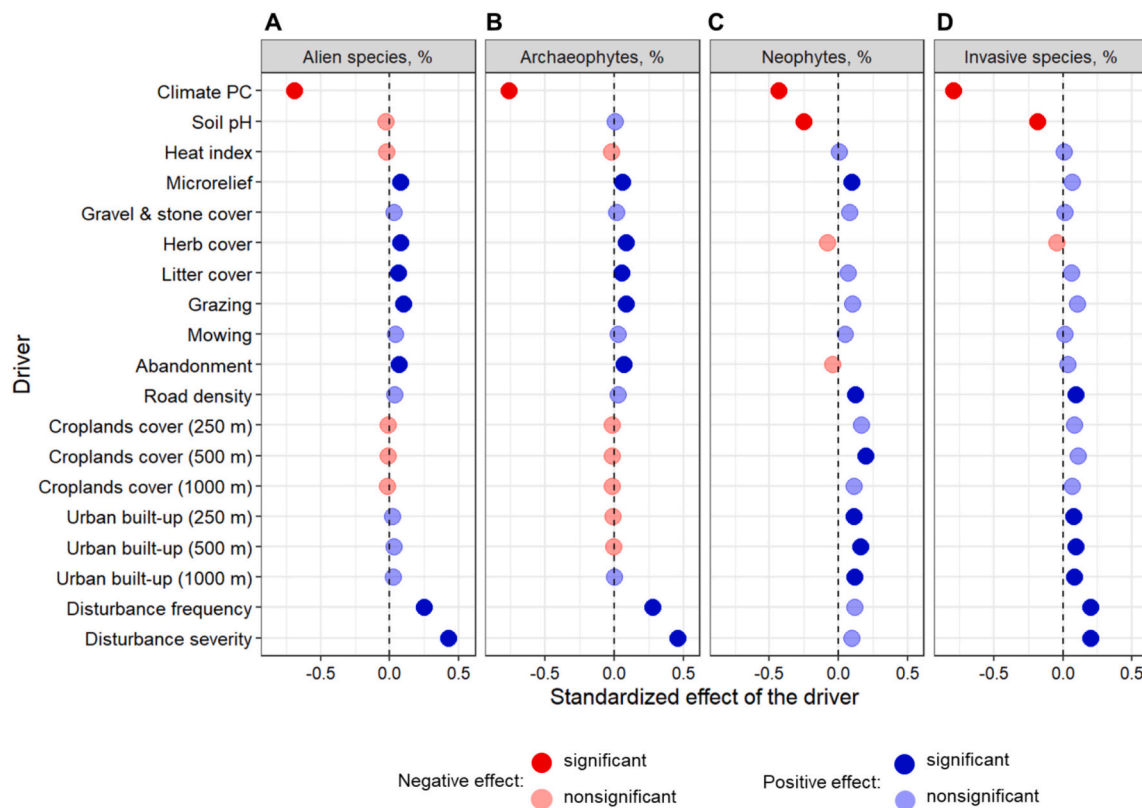 A B C D
Alien species, % Archaeophytes, % Neophytes, % Invasive species, %
Driver
Climate PC
Soil pH
Heat index
Microrelief
Gravel & stone cover
Herb cover
Litter cover
Grazing
Mowing
Abandonment
Road density
Croplands cover (250 m)
Croplands cover (500 m)
Croplands cover (1000 m)
Urban built-up (250 m)
Urban built-up (500 m)
Urban built-up (1000 m)
Disturbance frequency
Disturbance severity
-0.5 0.0 0.5 -0.5 0.0 0.5 -0.5 0.0 0.5 -0.5 0.0 0.5
Standardized effect of the driver
Negative effect: significant
nonsignificant
Positive effect: significant
nonsignificant